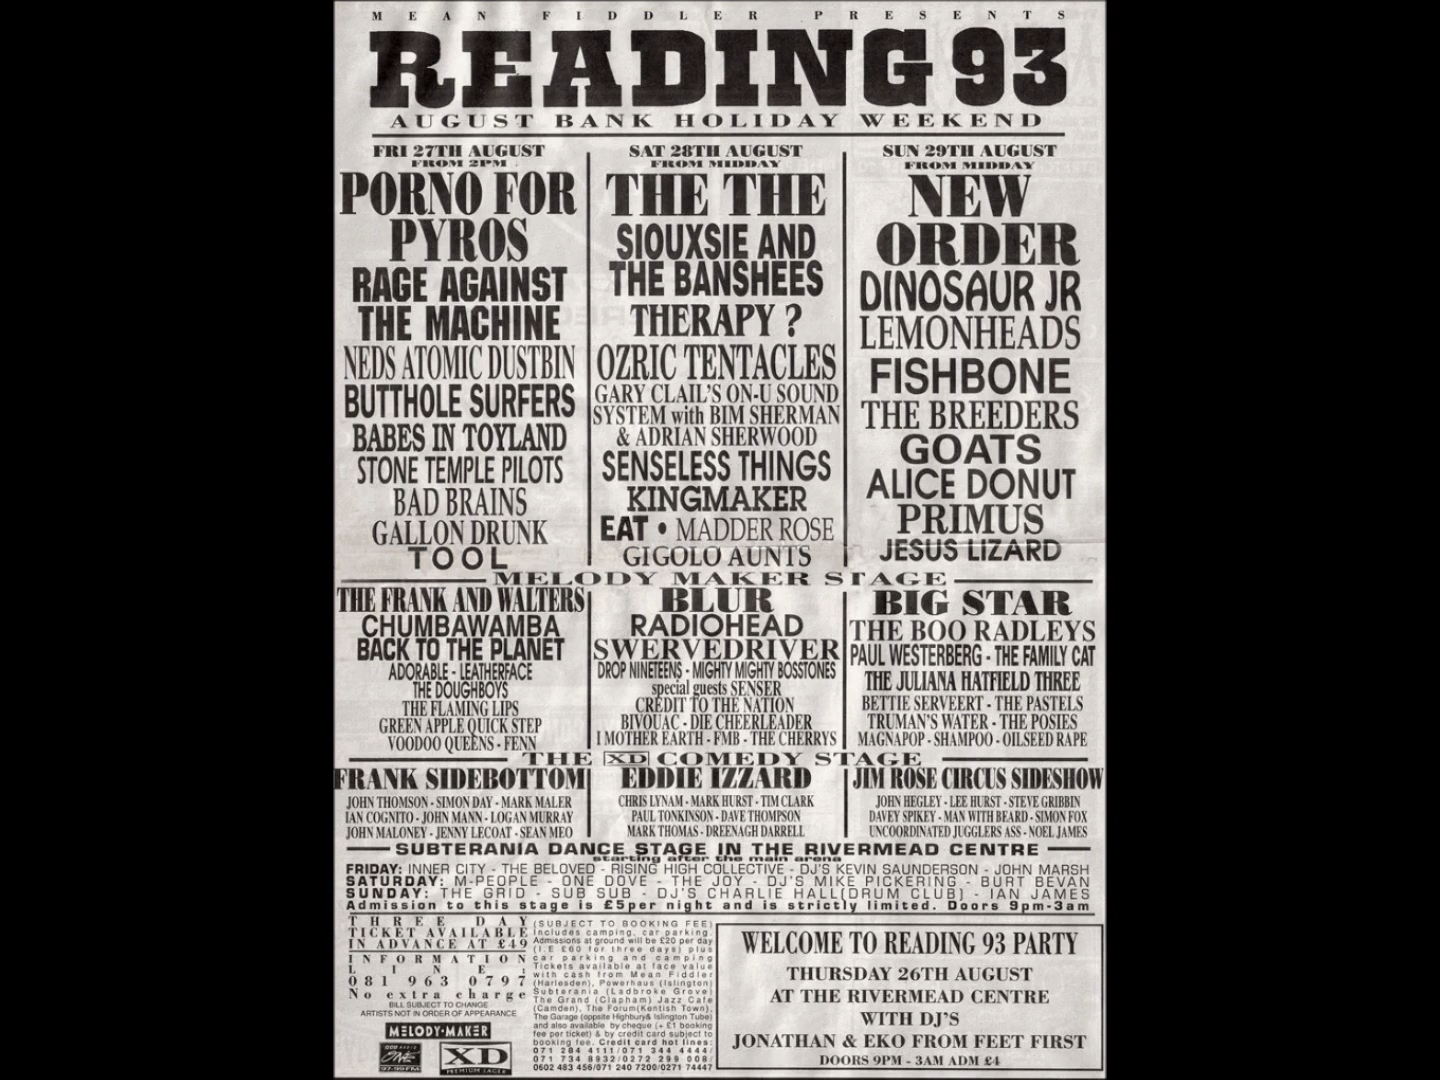 MEAN FIDDLER PRESENTS
READING 93
AUGUST BANK HOLIDAY WEEKEND
FRI 27TH AUGUST
FROM 2PM
PORNO FOR
PYROS
RAGE AGAINST
THE MACHINE
NEDS ATOMIC DUSTBIN
BUTTHOLE SURFERS
BABES IN TOYLAND
STONE TEMPLE PILOTS
BAD BRAINS
GALLON DRUNK
TOOL
SAT 28TH AUGUST
FROM MIDDAY
THE THE
SIOUXSIE AND
THE BANSHEES
THERAPY ?
OZRIC TENTACLES
GARY CLAIL'S ON-U SOUND
SYSTEM with BIM SHERMAN
& ADRIAN SHERWOOD
SENSELESS THINGS
KINGMAKER
EAT • MADDER ROSE
GIGOLO AUNTS
SUN 29TH AUGUST
FROM MIDDAY
NEW
ORDER
DINOSAUR JR
LEMONHEADS
FISHBONE
THE BREEDERS
GOATS
ALICE DONUT
PRIMUS
JESUS LIZARD
MELODY MAKER STAGE
THE FRANK AND WALTERS
CHUMBAWAMBA
BACK TO THE PLANET
ADORABLE - LEATHERFACE
THE DOUGHBOYS
THE FLAMING LIPS
GREEN APPLE QUICK STEP
VOODOO QUEENS - FENN
BLUR
RADIOHEAD
SWERVEDRIVER
DROP NINETEENS - MIGHTY MIGHTY BOSSTONES
special guests SENSER
CREDIT TO THE NATION
BIVOUAC - DIE CHEERLEADER
I MOTHER EARTH - FMB - THE CHERRYS
BIG STAR
THE BOO RADLEYS
PAUL WESTERBERG - THE FAMILY CAT
THE JULIANA HATFIELD THREE
BETTIE SERVEERT - THE PASTELS
TRUMAN'S WATER - THE POSIES
MAGNAPOP - SHAMPOO - OILSEED RAPE
THE XD COMEDY STAGE
FRANK SIDEBOTTOM
JOHN THOMSON - SIMON DAY - MARK MALER
IAN COGNITO - JOHN MANN - LOGAN MURRAY
JOHN MALONEY - JENNY LECOAT - SEAN MEO
EDDIE IZZARD
CHRIS LYNAM - MARK HURST - TIM CLARK
PAUL TONKINSON - DAVE THOMPSON
MARK THOMAS - DREENAGH DARRELL
JIM ROSE CIRCUS SIDESHOW
JOHN HEGLEY - LEE HURST - STEVE GRIBBIN
DAVEY SPIKEY - MAN WITH BEARD - SIMON FOX
UNCOORDINATED JUGGLERS ASS - NOEL JAMES
SUBTERANIA DANCE STAGE IN THE RIVERMEAD CENTRE
starting after the main arena
FRIDAY: INNER CITY - THE BELOVED - RISING HIGH COLLECTIVE - DJ'S KEVIN SAUNDERSON - JOHN MARSH
SATURDAY: M-PEOPLE - ONE DOVE - THE JOY - DJ'S MIKE PICKERING - BURT BEVAN
SUNDAY: THE GRID - SUB SUB - DJ'S CHARLIE HALL(DRUM CLUB) - IAN JAMES
Admission to this stage is £5per night and is strictly limited. Doors 9pm-3am
THREE DAY
TICKET AVAILABLE
IN ADVANCE AT £49
INFORMATION
LINE:
081 963 0797
No extra charge
BILL SUBJECT TO CHANGE
ARTISTS NOT IN ORDER OF APPEARANCE
MELODY·MAKER
ONE
97-99 FM
XD
PREMIUM LAGER
(SUBJECT TO BOOKING FEE)
Includes camping, car parking.
Admissions at ground will be £20 per day
(I.E £60 for three days) plus
car parking and camping
Tickets available at face value
with cash from Mean Fiddler
(Harlesden), Powerhaus (Islington)
Subterania (Ladbroke Grove)
The Grand (Clapham) Jazz Cafe
(Camden), The Forum(Kentish Town),
The Garage (oppsite Highbury& Islington Tube)
and also available by cheque (+ £1 booking
fee per ticket) & by credit card subject to
booking fee. Credit card hot lines:
071 284 4111/071 344 4444/
071 734 8932/0272 299 008/
0602 483 456/071 240 7200/0271 74447
WELCOME TO READING 93 PARTY
THURSDAY 26TH AUGUST
AT THE RIVERMEAD CENTRE
WITH DJ'S
JONATHAN & EKO FROM FEET FIRST
DOORS 9PM - 3AM ADM £4